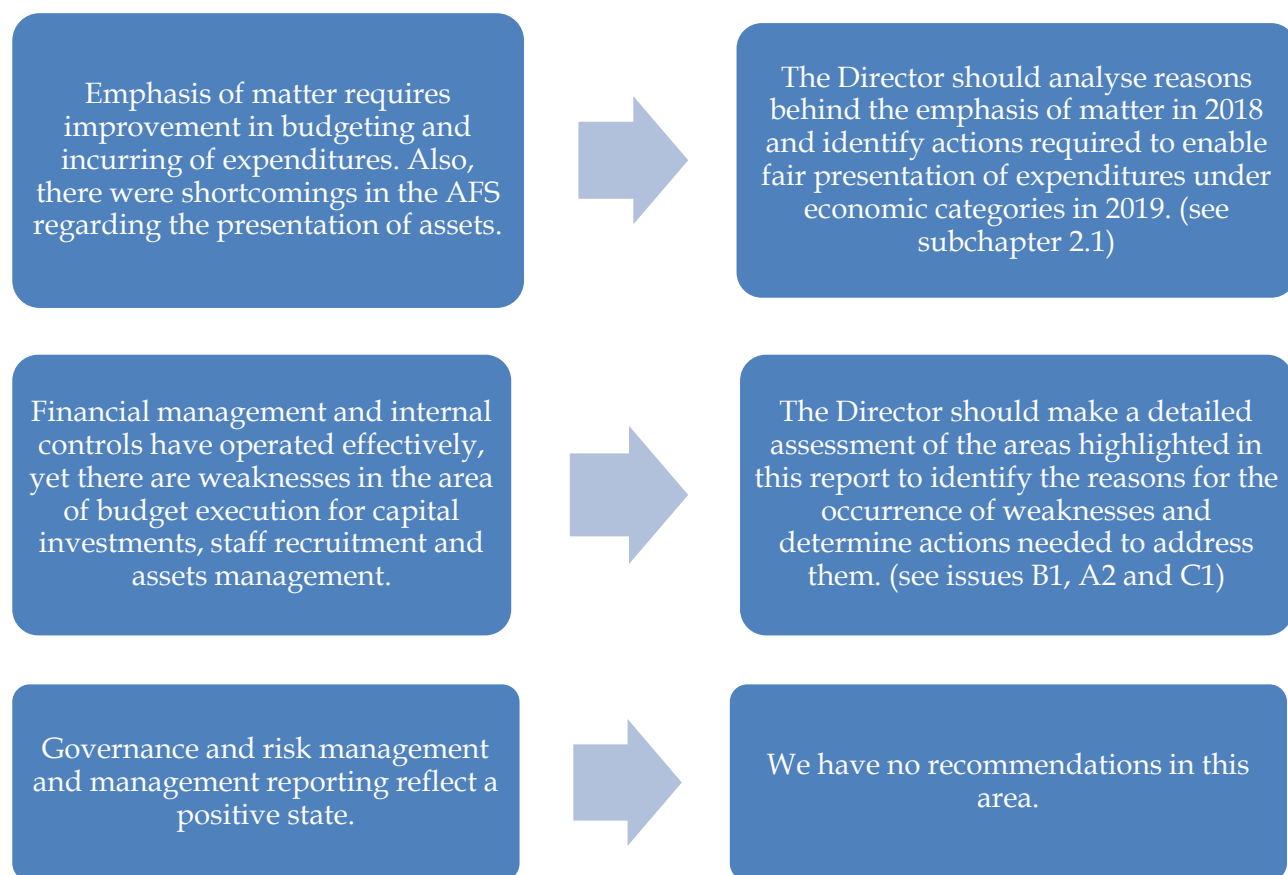 Emphasis of matter requires
improvement in budgeting and
incurring of expenditures. Also,
there were shortcomings in the AFS
regarding the presentation of assets.
The Director should analyse reasons
behind the emphasis of matter in 2018
and identify actions required to enable
fair presentation of expenditures under
economic categories in 2019. (see
subchapter 2.1)
Financial management and internal
controls have operated effectively,
yet there are weaknesses in the area
of budget execution for capital
investments, staff recruitment and
assets management.
The Director should make a detailed
assessment of the areas highlighted in
this report to identify the reasons for the
occurrence of weaknesses and
determine actions needed to address
them. (see issues B1, A2 and C1)
Governance and risk management
and management reporting reflect a
positive state.
We have no recommendations in this
area.